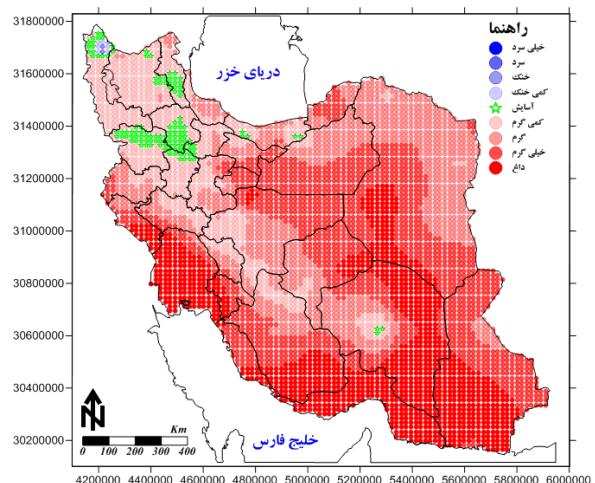 31800000
31600000
31400000
31200000
31000000
30800000
30600000
30400000
30200000
دریای خزر
راهنما
خیلی سرد
سرد
خنک
کمی خنک
آسایش
کمی گرم
گرم
خیلی گرم
داغ
N
Km
0 100 200 300 400
خلیج فارس
4200000 4400000 4600000 4800000 5000000 5200000 5400000 5600000 5800000 6000000